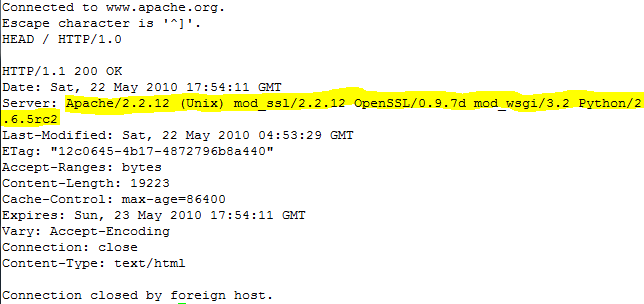 Connected to www.apache.org.
Escape character is '^]'.
HEAD / HTTP/1.0
HTTP/1.1 200 OK
Date: Sat, 22 May 2010 17:54:11 GMT
Server: Apache/2.2.12 (Unix) mod_ssl/2.2.12 OpenSSL/0.9.7d mod_wsgi/3.2 Python/2
.6.5rc2
Last-Modified: Sat, 22 May 2010 04:53:29 GMT
ETag: "12c0645-4b17-4872796b8a440"
Accept-Ranges: bytes
Content-Length: 19223
Cache-Control: max-age=86400
Expires: Sun, 23 May 2010 17:54:11 GMT
Vary: Accept-Encoding
Connection: close
Content-Type: text/html
Connection closed by foreign host.